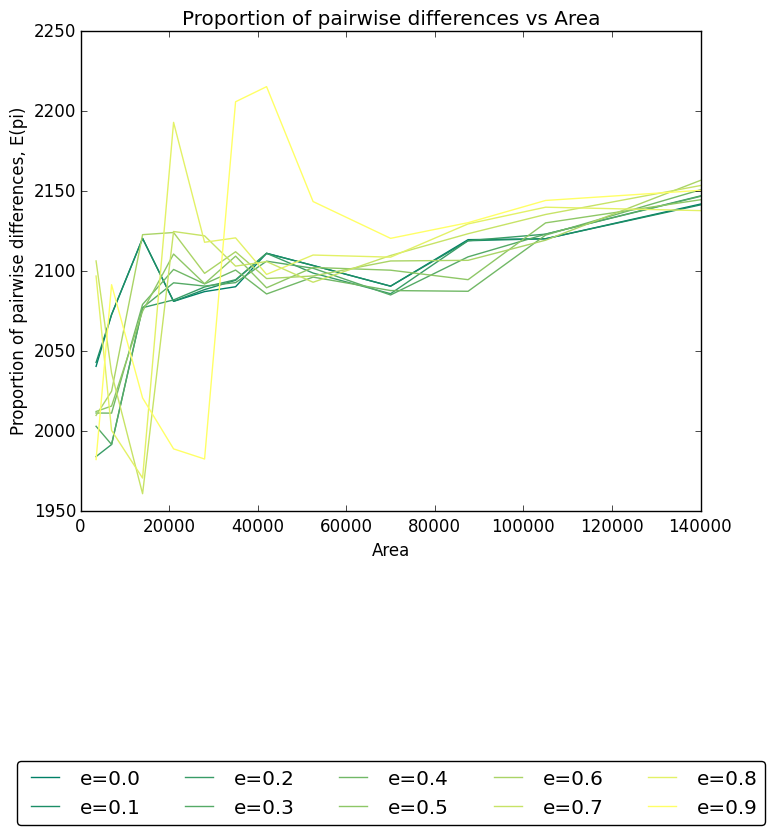 Proportion of pairwise differences vs Area
Proportion of pairwise differences, E(pi)
2250
2200
2150
2100
2050
2000
1950
0 20000 40000 60000 80000 100000 120000 140000
Area
e=0.0 e=0.2 e=0.4 e=0.6 e=0.8
e=0.1 e=0.3 e=0.5 e=0.7 e=0.9